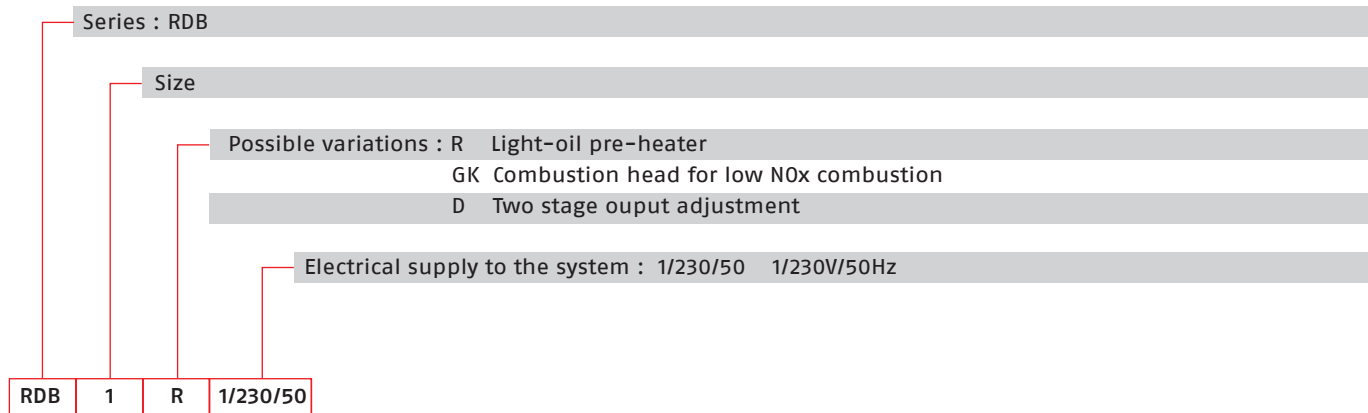 Series : RDB
Size
Possible variations : R Light-oil pre-heater
GK Combustion head for low NOx combustion
D Two stage ouput adjustment
Electrical supply to the system : 1/230/50 1/230V/50Hz
RDB 1 R 1/230/50